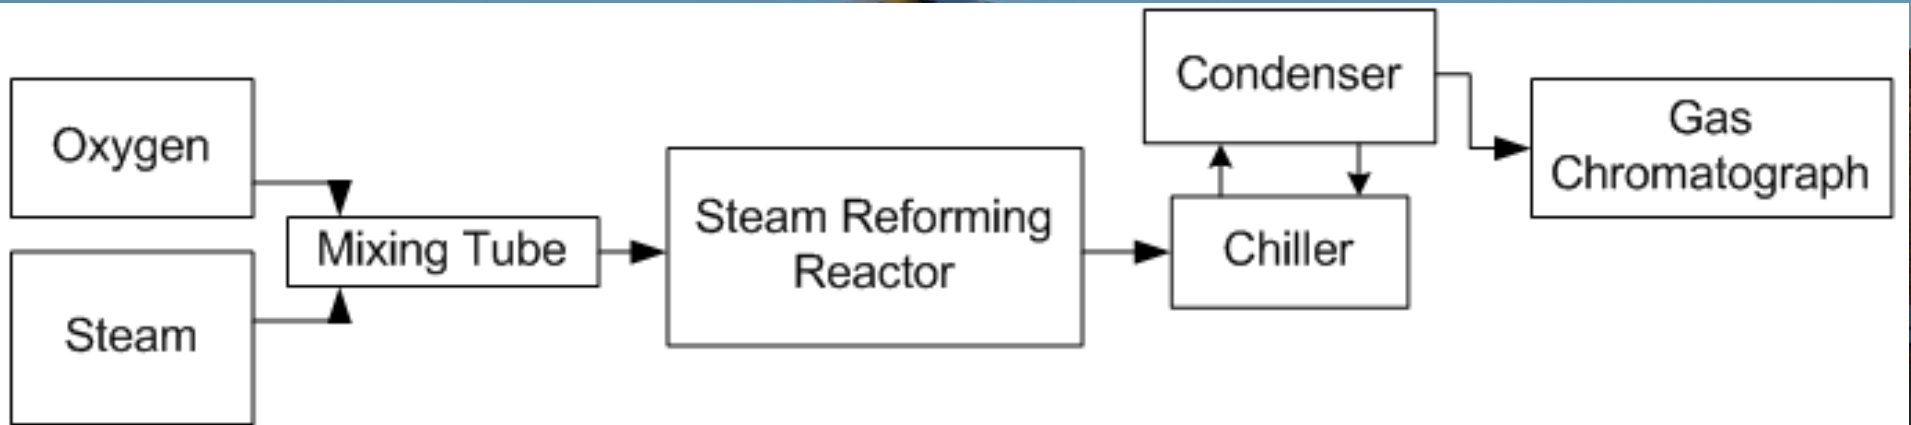 Oxygen
Steam
Mixing Tube
Steam Reforming
Reactor
Condenser
Chiller
Gas
Chromatograph